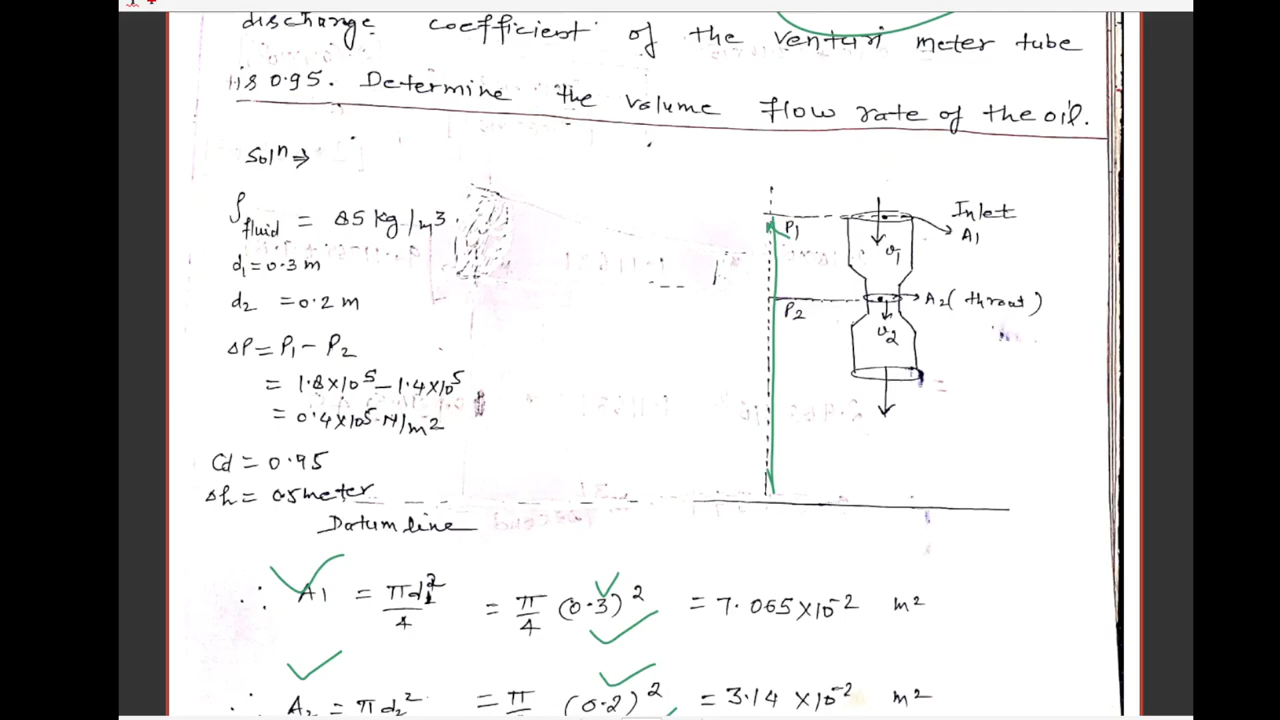 discharge coefficient of the venturi meter tube
is 0.95. Determine the volume flow rate of the oil.
Solⁿ ⇒
ρfluid = 85 kg/m³
d₁ = 0.3 m
d₂ = 0.2 m
ΔP = P₁ − P₂
= 1.8×10⁵ − 1.4×10⁵
= 0.4×10⁵ N/m²
Cd = 0.95
Δh = 0.5 meter
Datum line
P₁
Inlet
A₁
v₁
P₂
A₂ (throat)
v₂
∴ A₁ = πd₁²/4 = π/4 (0.3)² = 7.065×10⁻² m²
∴ A₂ = πd₂² = π (0.2)² = 3.14 ×10⁻² m²